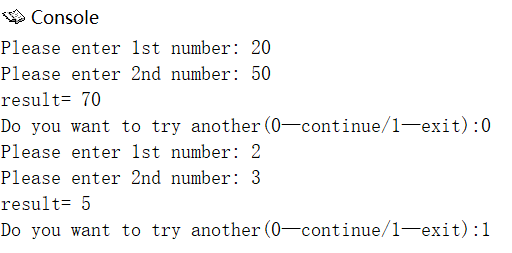 Console
Please enter 1st number: 20
Please enter 2nd number: 50
result= 70
Do you want to try another(0—continue/1—exit):0
Please enter 1st number: 2
Please enter 2nd number: 3
result= 5
Do you want to try another(0—continue/1—exit):1